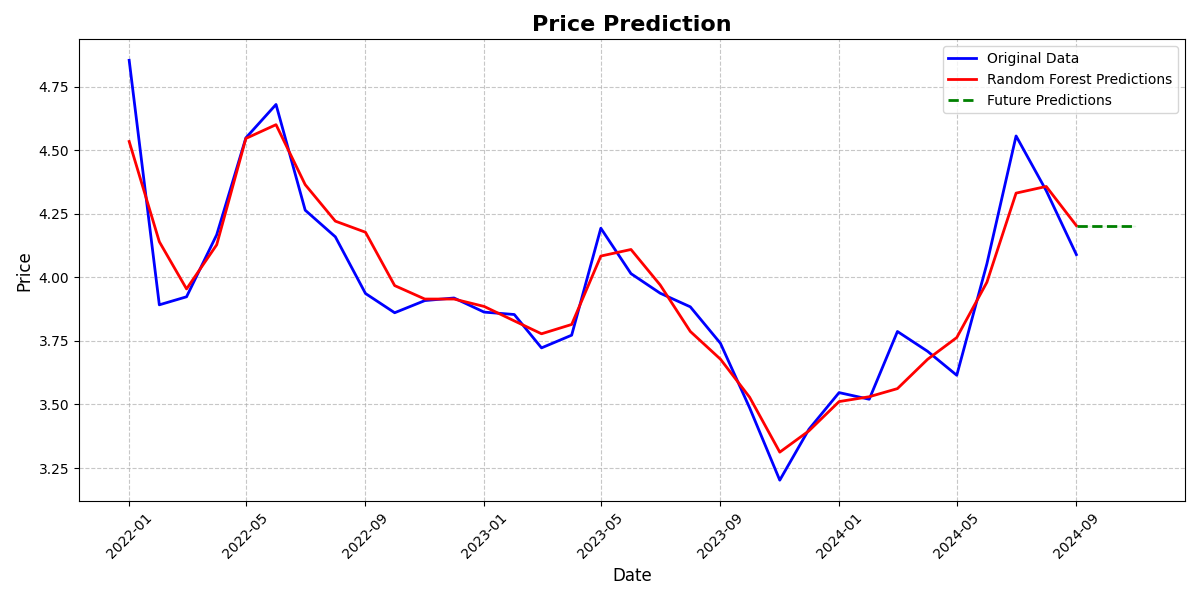 Price Prediction
Original Data
Random Forest Predictions
Future Predictions
Price
4.75
4.50
4.25
4.00
3.75
3.50
3.25
2022-01
2022-05
2022-09
2023-01
2023-05
2023-09
2024-01
2024-05
2024-09
Date